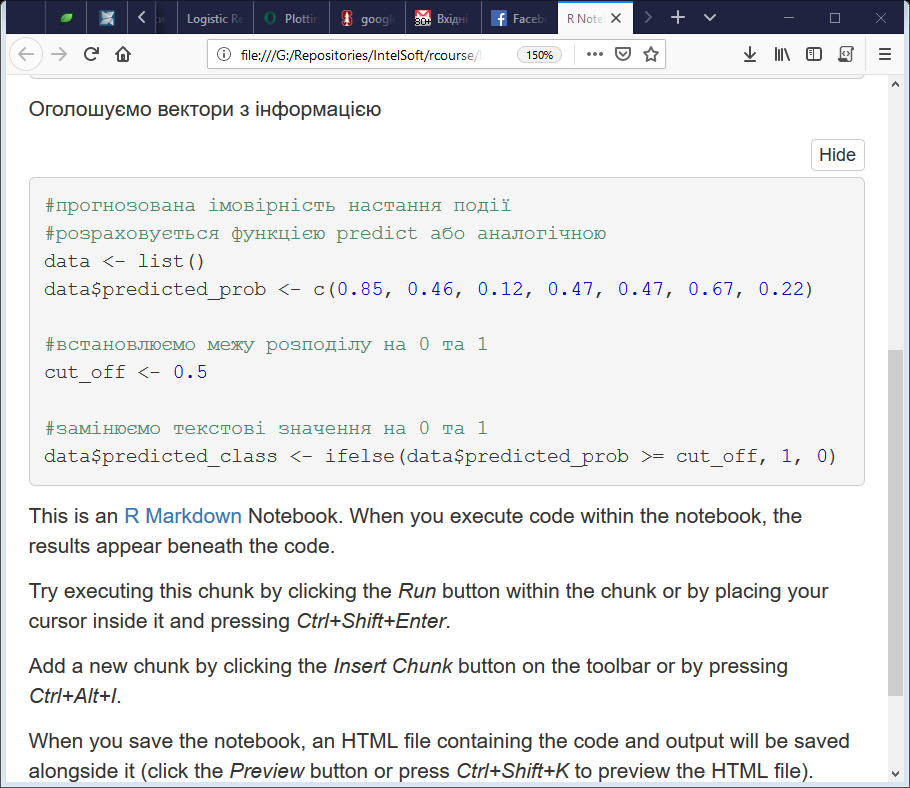 Logistic Re
Plottin
googl
80+
Вхідні
Faceb
R Note
file:///G:/Repositories/IntelSoft/rcourse/
150%
Оголошуємо вектори з інформацією
Hide
#прогнозована імовірність настання події
#розраховується функцією predict або аналогічною
data <- list()
data$predicted_prob <- c(0.85, 0.46, 0.12, 0.47, 0.47, 0.67, 0.22)
#встановлюємо межу розподілу на 0 та 1
cut_off <- 0.5
#замінюємо текстові значення на 0 та 1
data$predicted_class <- ifelse(data$predicted_prob >= cut_off, 1, 0)
This is an R Markdown Notebook. When you execute code within the notebook, the
results appear beneath the code.
Try executing this chunk by clicking the Run button within the chunk or by placing your
cursor inside it and pressing Ctrl+Shift+Enter.
Add a new chunk by clicking the Insert Chunk button on the toolbar or by pressing
Ctrl+Alt+I.
When you save the notebook, an HTML file containing the code and output will be saved
alongside it (click the Preview button or press Ctrl+Shift+K to preview the HTML file).